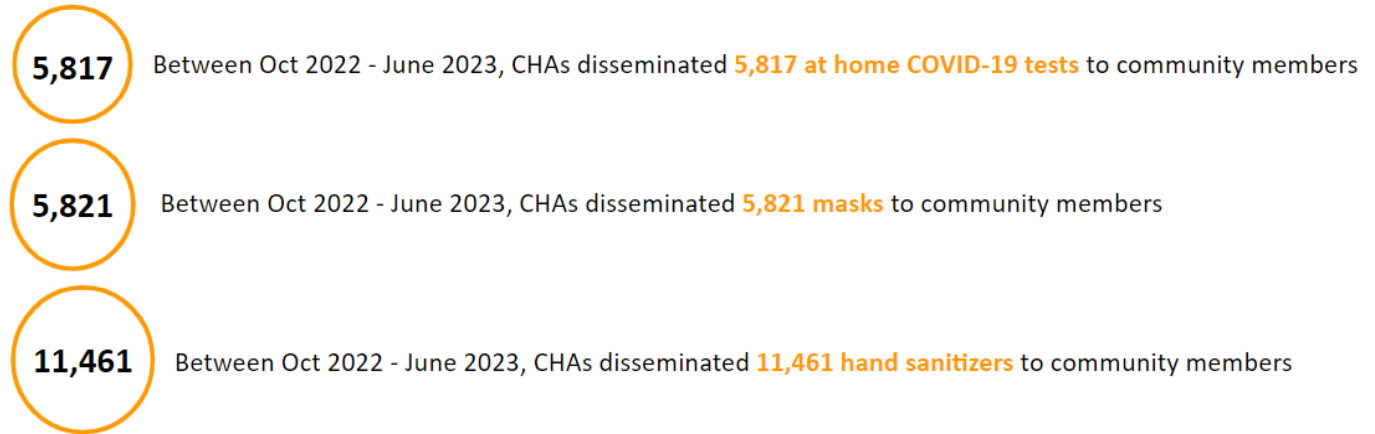 5,817 Between Oct 2022 - June 2023, CHAs disseminated 5,817 at home COVID-19 tests to community members
5,821 Between Oct 2022 - June 2023, CHAs disseminated 5,821 masks to community members
11,461 Between Oct 2022 - June 2023, CHAs disseminated 11,461 hand sanitizers to community members